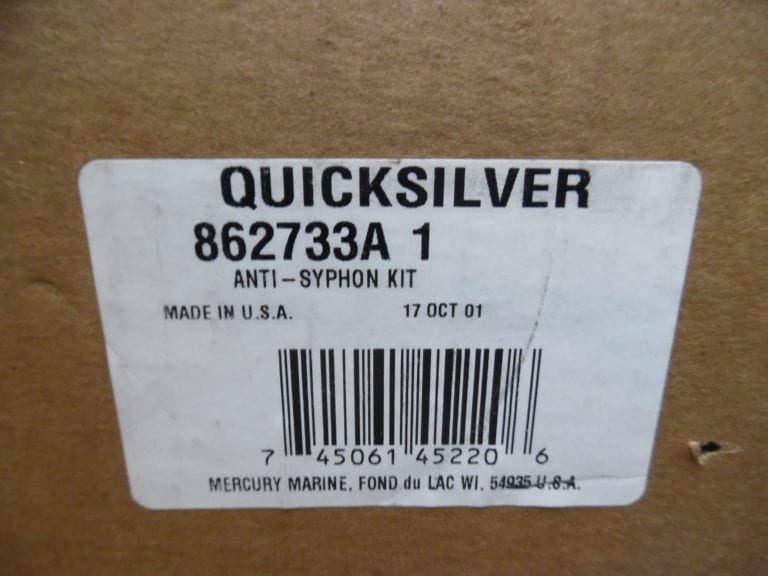 QUICKSILVER
862733A 1
ANTI-SYPHON KIT
MADE IN U.S.A. 17 OCT 01
7 45061 45220 6
MERCURY MARINE, FOND du LAC WI. 54935 U.S.A.